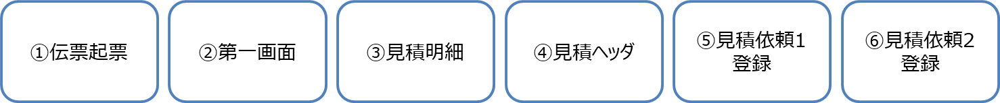 ①伝票起票
②第一画面
③見積明細
④見積ヘッダ
⑤見積依頼1
登録
⑥見積依頼2
登録